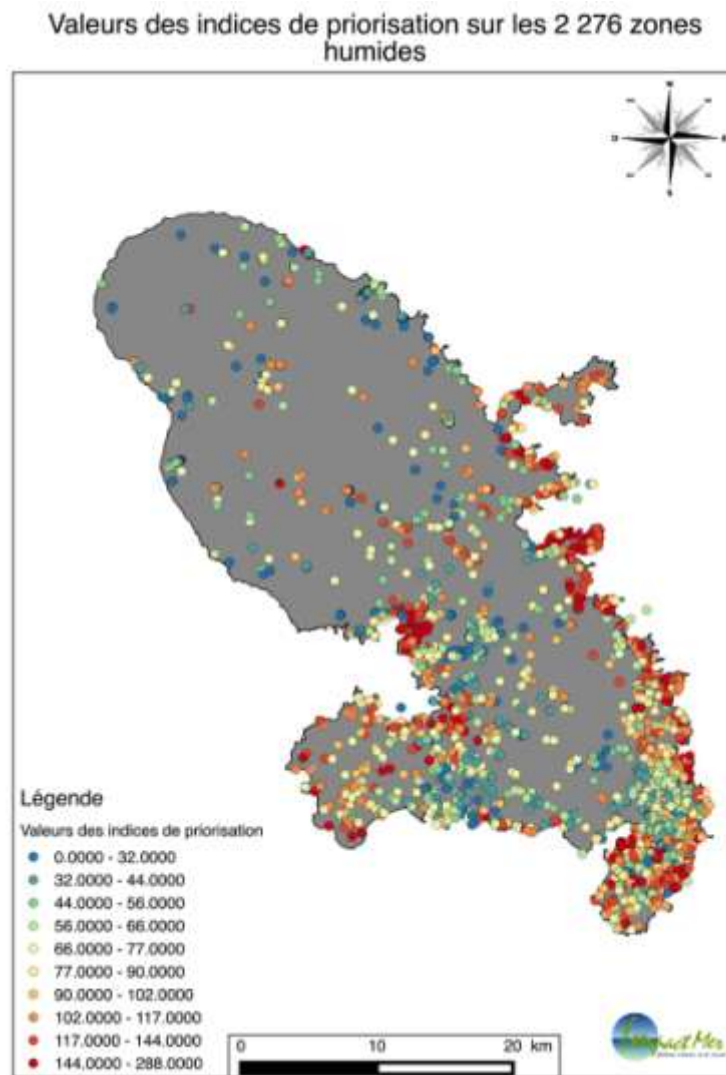 Valeurs des indices de priorisation sur les 2 276 zones
humides
N
S
Légende
Valeurs des indices de priorisation
0.0000 - 32.0000
32.0000 - 44.0000
44.0000 - 56.0000
56.0000 - 66.0000
66.0000 - 77.0000
77.0000 - 90.0000
90.0000 - 102.0000
102.0000 - 117.0000
117.0000 - 144.0000
144.0000 - 288.0000
0 10 20 km
Impact Mer